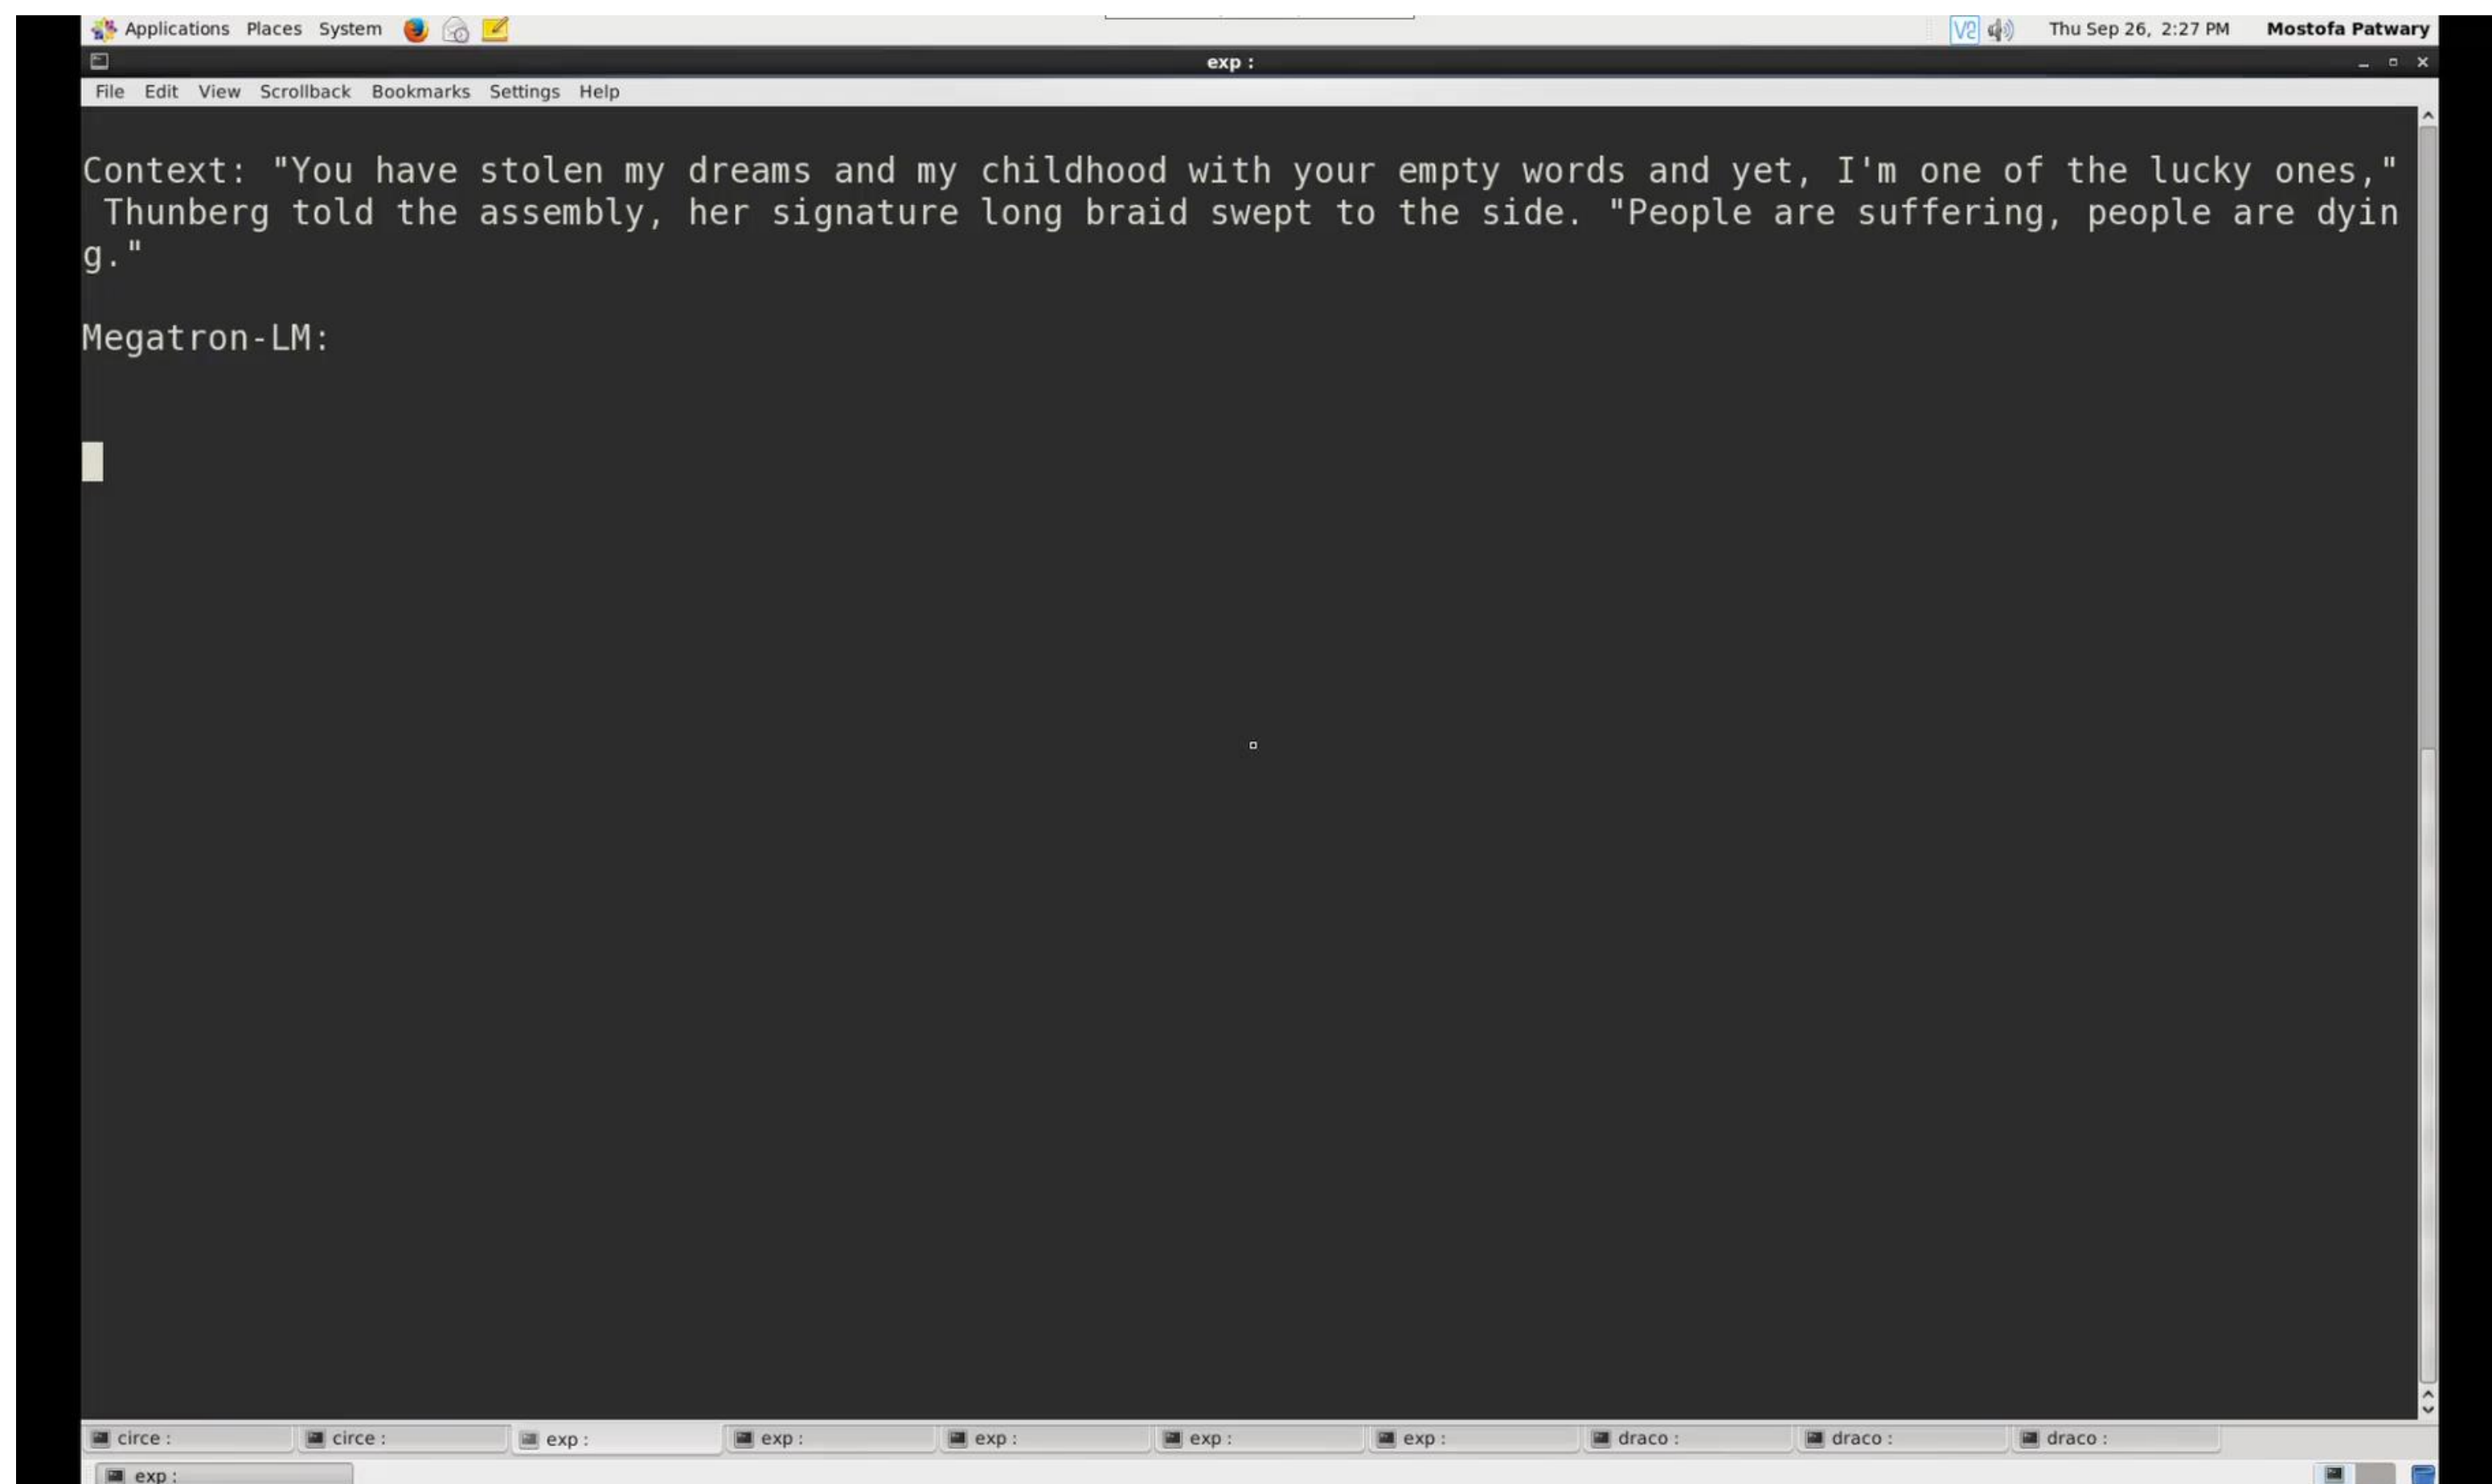 Applications Places System
Thu Sep 26, 2:27 PM Mostofa Patwary
exp :
File Edit View Scrollback Bookmarks Settings Help
Context: "You have stolen my dreams and my childhood with your empty words and yet, I'm one of the lucky ones,"
Thunberg told the assembly, her signature long braid swept to the side. "People are suffering, people are dyin
g."
Megatron-LM:
circe : circe : exp : exp : exp : exp : exp : draco : draco : draco :
exp :